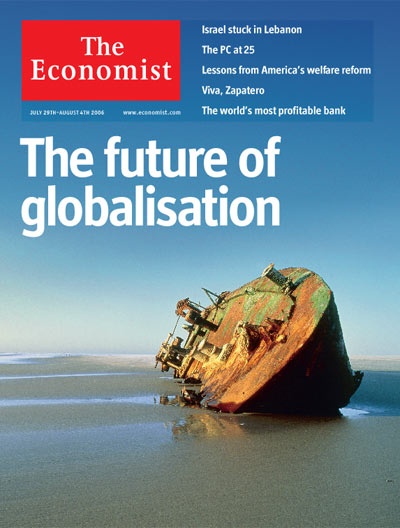 The
Economist
JULY 29TH–AUGUST 4TH 2006
www.economist.com
Israel stuck in Lebanon
The PC at 25
Lessons from America's welfare reform
Viva, Zapatero
The world's most profitable bank
The future of
globalisation